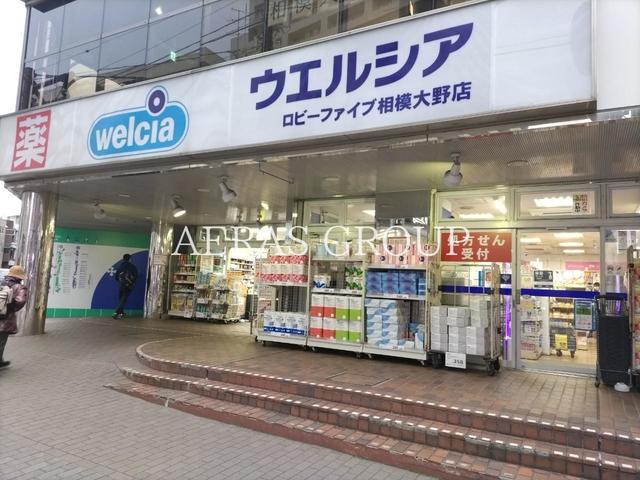 薬
welcia
ウエルシア
ロビーファイブ相模大野店
AERAS GROUP
処方せん
受付